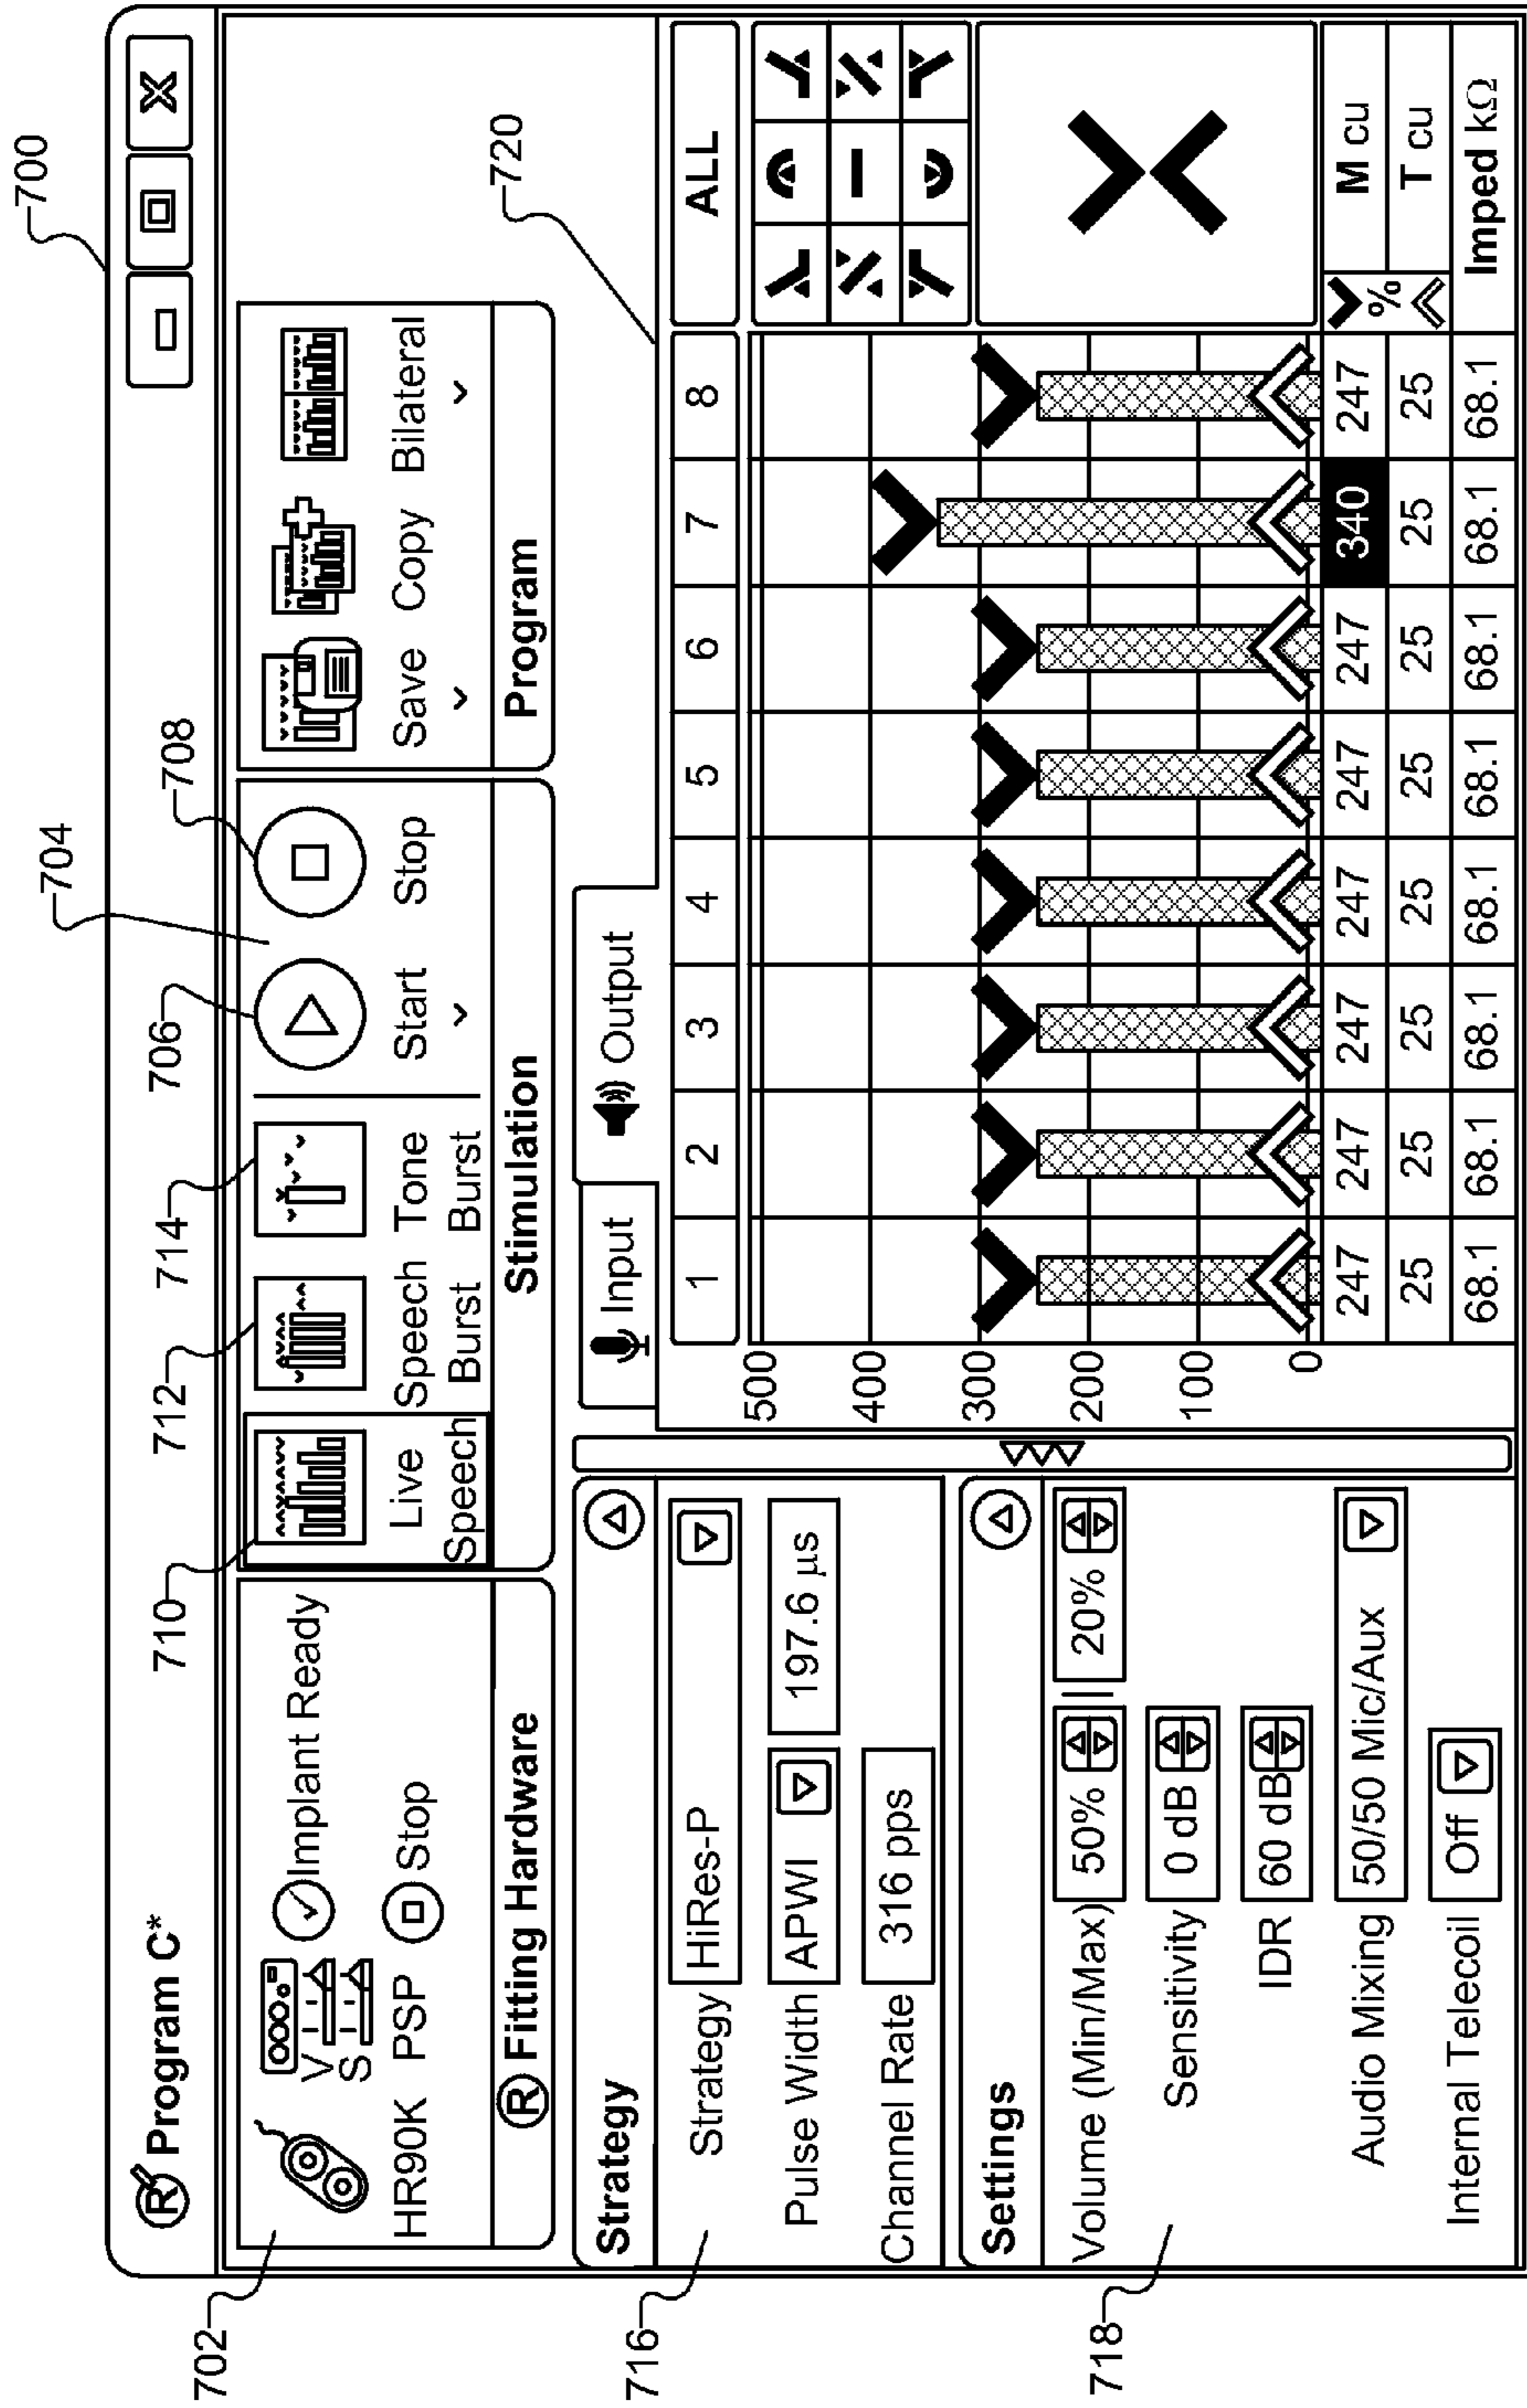 700
Ⓡ Program C*
702
V
S
HR90K PSP
Implant Ready
Stop
Ⓡ Fitting Hardware
710
712
714
706
704
708
Live Speech
Speech Burst
Tone Burst
Start
Stop
Stimulation
Save
Copy
Bilateral
Program
716
Strategy
Strategy HiRes-P
Pulse Width APWI 197.6 µs
Channel Rate 316 pps
718
Settings
Volume (Min/Max) 50% 20%
Sensitivity 0 dB
IDR 60 dB
Audio Mixing 50/50 Mic/Aux
Internal Telecoil Off
Input
Output
720
1 2 3 4 5 6 7 8 ALL
500
400
300
200
100
0
247 247 247 247 247 247 340 247 M cu
%
25 25 25 25 25 25 25 25 T cu
68.1 68.1 68.1 68.1 68.1 68.1 68.1 68.1 Imped kΩ